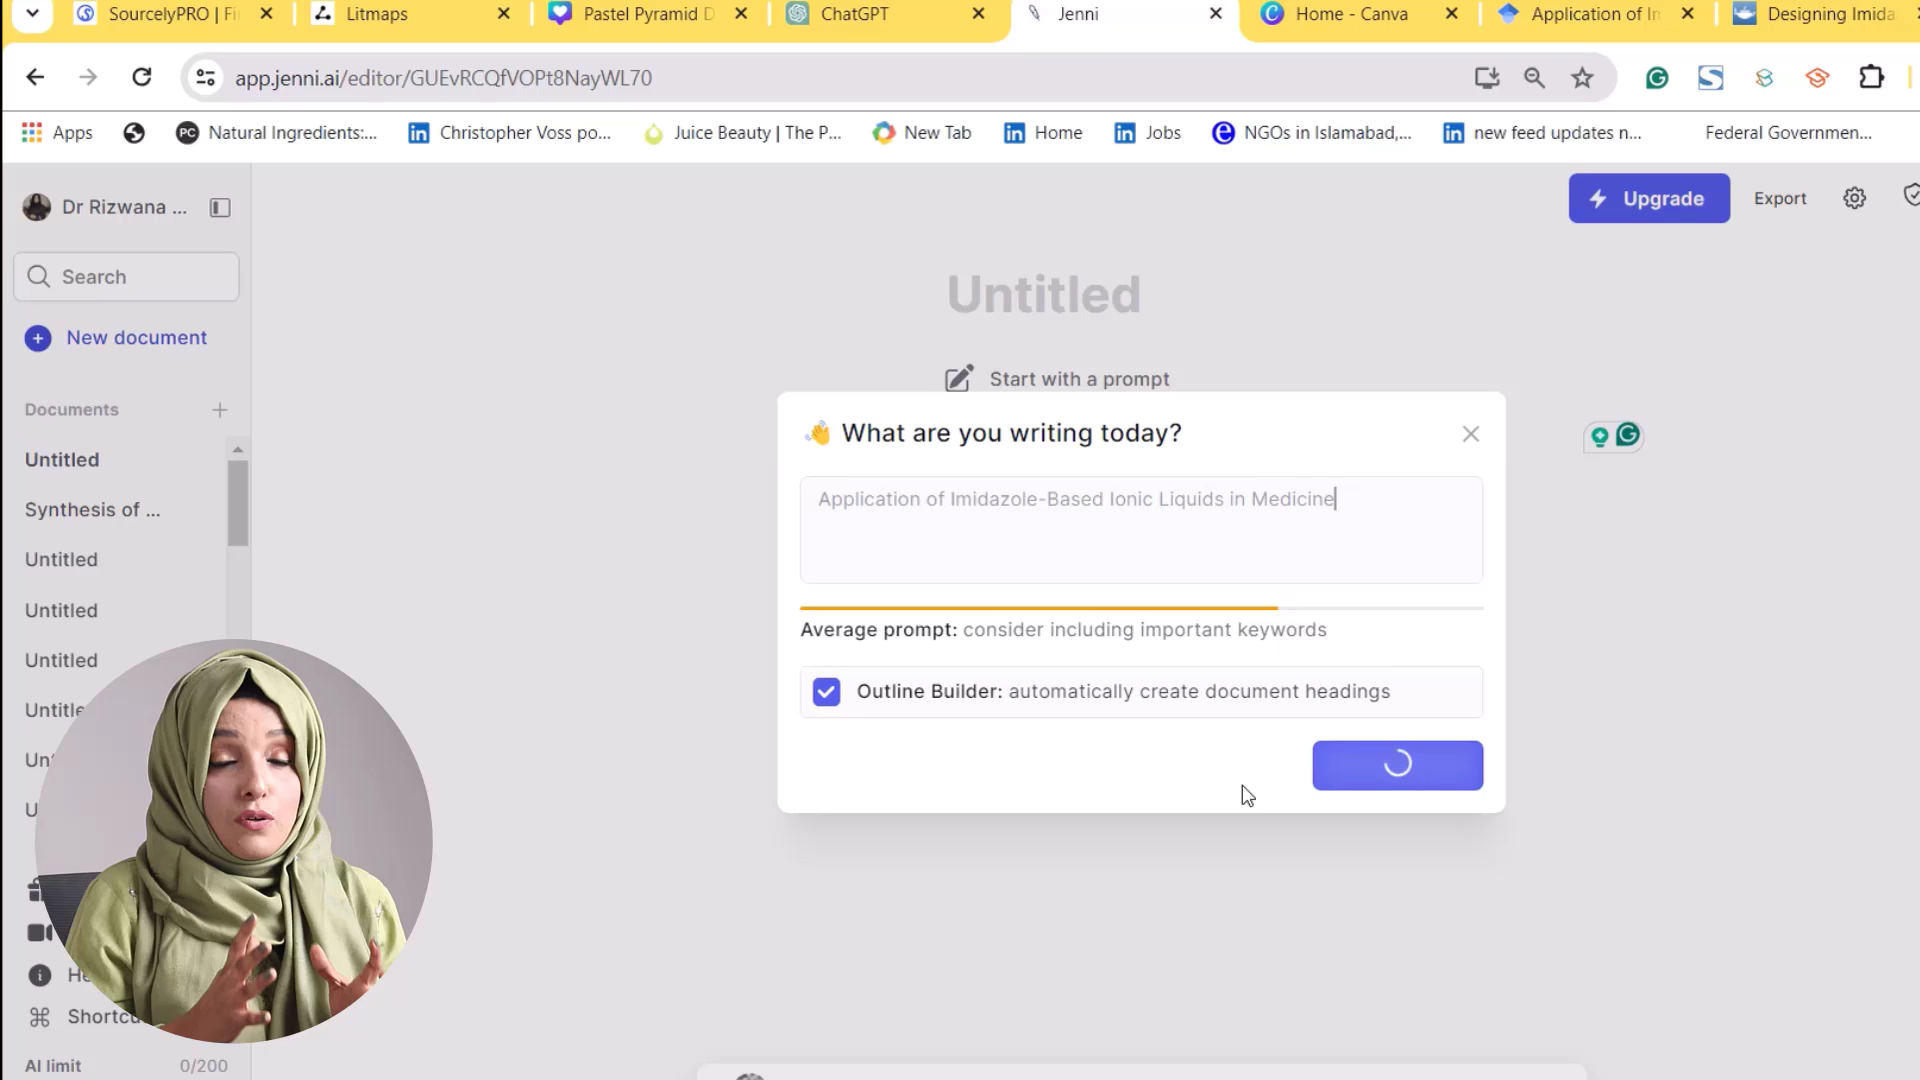 SourcelyPRO | Fi
Litmaps
Pastel Pyramid D
ChatGPT
Jenni
Home - Canva
Application of In
Designing Imida
app.jenni.ai/editor/GUEvRCQfVOPt8NayWL70
Apps
PC
Natural Ingredients:...
Christopher Voss po...
Juice Beauty | The P...
New Tab
Home
Jobs
NGOs in Islamabad,...
new feed updates n...
Federal Governmen...
Dr Rizwana ...
Upgrade
Export
Search
Untitled
New document
Start with a prompt
Documents
Untitled
Synthesis of ...
Untitled
Untitled
Untitled
What are you writing today?
Application of Imidazole-Based Ionic Liquids in Medicine
Average prompt: consider including important keywords
Outline Builder: automatically create document headings
AI limit 0/200